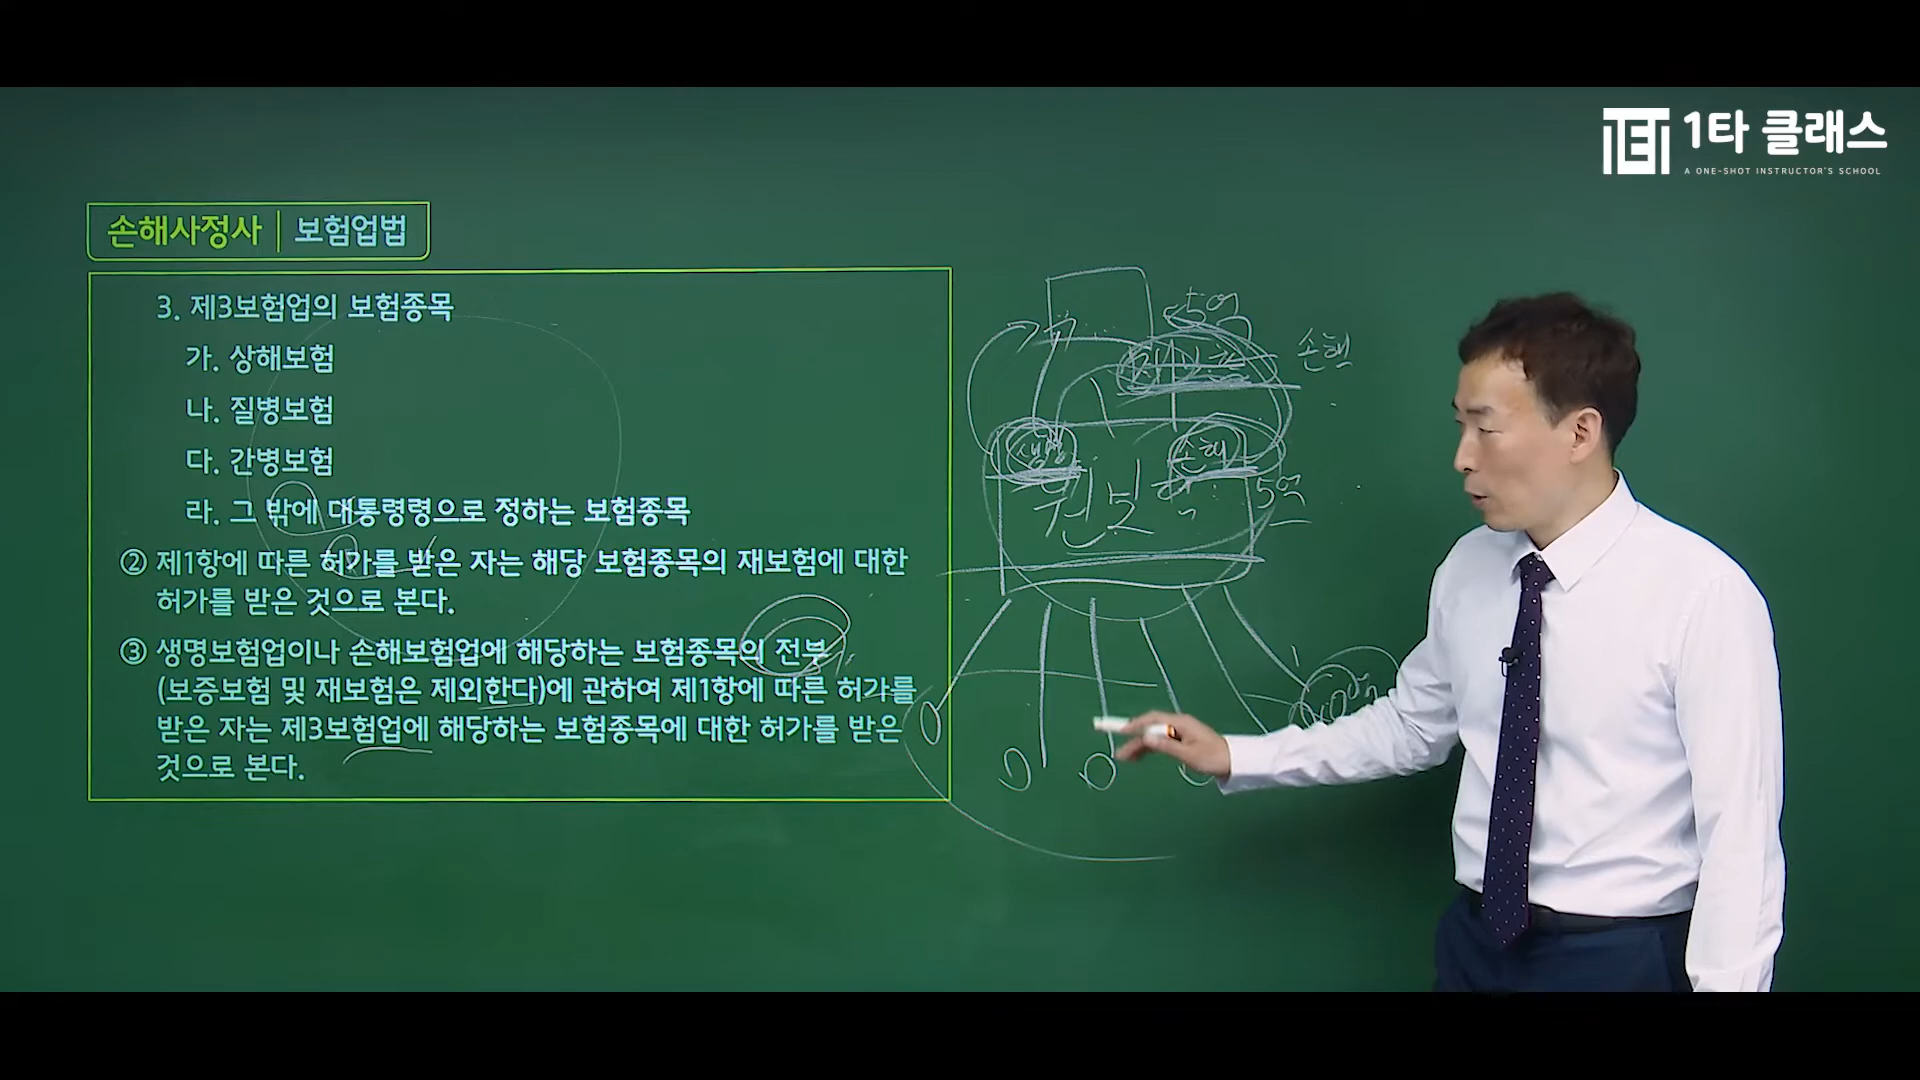 1타 클래스
A ONE-SHOT INSTRUCTOR'S SCHOOL
손해사정사 | 보험업법
3. 제3보험업의 보험종목
가. 상해보험
나. 질병보험
다. 간병보험
라. 그 밖에 대통령령으로 정하는 보험종목
② 제1항에 따른 허가를 받은 자는 해당 보험종목의 재보험에 대한
허가를 받은 것으로 본다.
③ 생명보험업이나 손해보험업에 해당하는 보험종목의 전부
(보증보험 및 재보험은 제외한다)에 관하여 제1항에 따른 허가를
받은 자는 제3보험업에 해당하는 보험종목에 대한 허가를 받은
것으로 본다.
5억
손해
생명
손해
원보험
5억